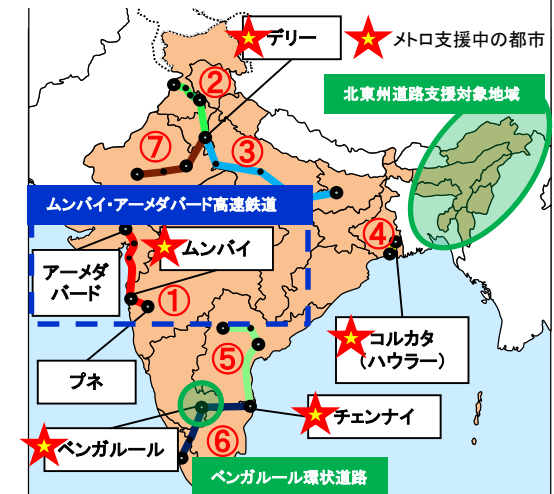 デリー
メトロ支援中の都市
②
北東州道路支援対象地域
⑦
③
ムンバイ・アーメダバード高速鉄道
④
ムンバイ
アーメダ
バード
①
コルカタ
（ハウラー）
⑤
プネ
チェンナイ
ベンガルール
⑥
ベンガルール環状道路